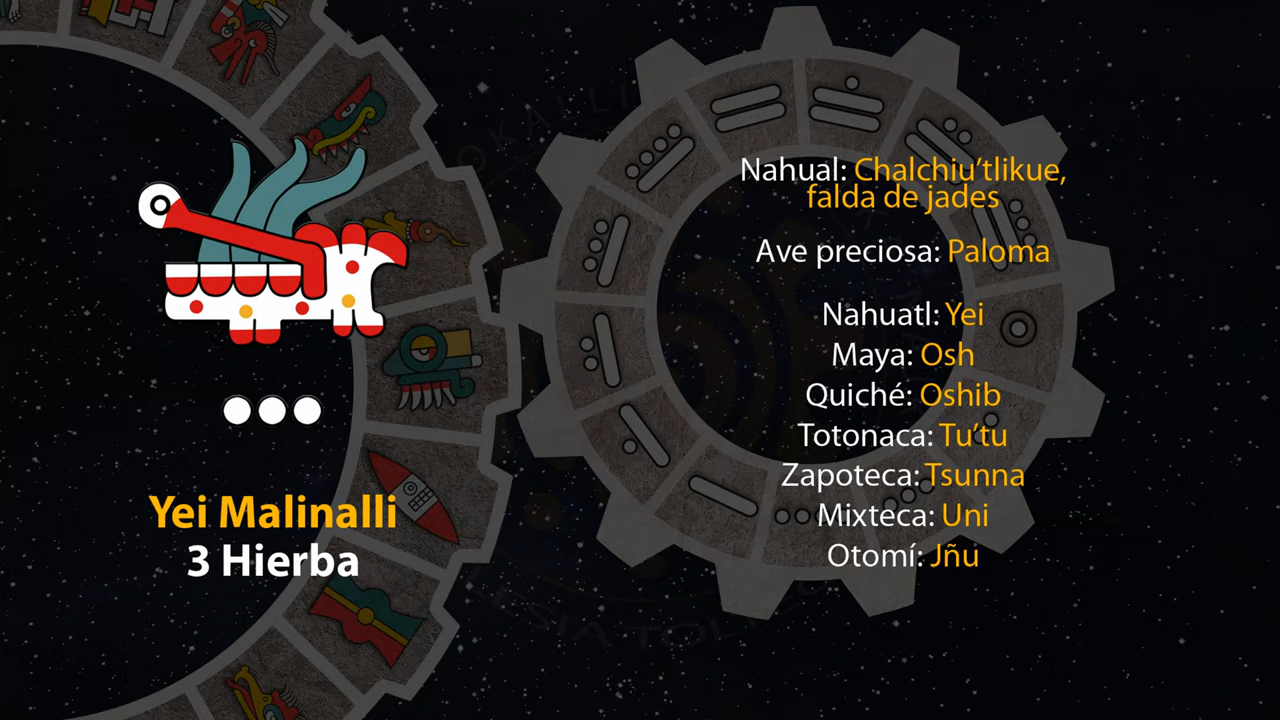 Yei Malinalli
3 Hierba
Nahual: Chalchiu’tlikue,
falda de jades
Ave preciosa: Paloma
Nahuatl: Yei
Maya: Osh
Quiché: Oshib
Totonaca: Tu’tu
Zapoteca: Tsunna
Mixteca: Uni
Otomí: Jñu